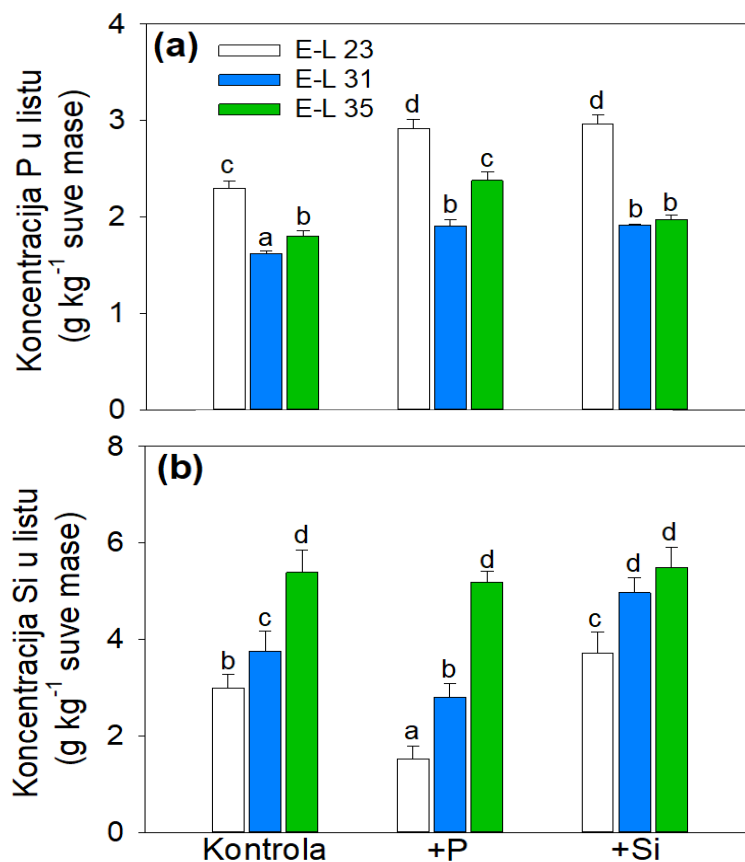 Koncentracija P u listu
(g kg⁻¹ suve mase)
4
3
2
1
0
(a)
E-L 23
E-L 31
E-L 35
c
a
b
d
b
c
d
b
b
Koncentracija Si u listu
(g kg⁻¹ suve mase)
8
6
4
2
0
(b)
b
c
d
a
b
d
c
d
d
Kontrola
+P
+Si